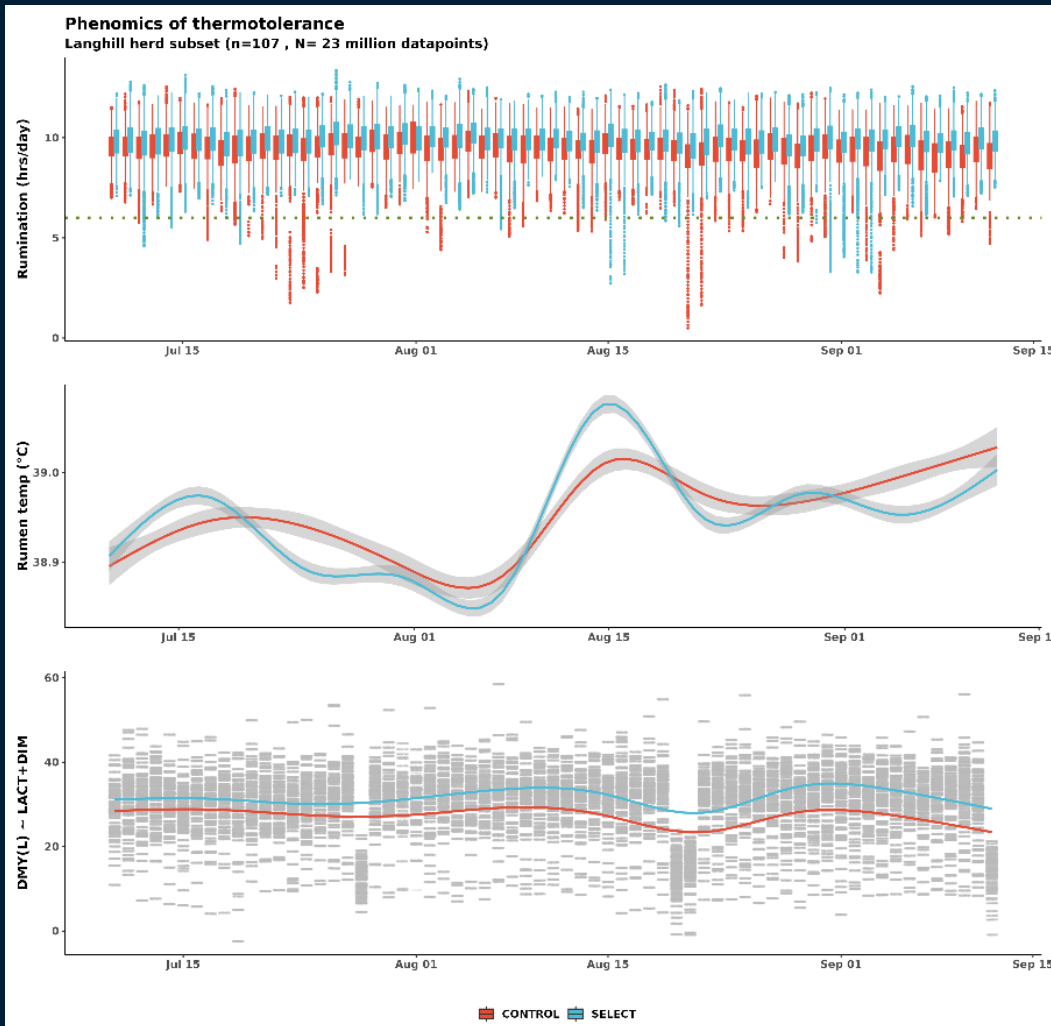 Phenomics of thermotolerance
Langhill herd subset (n=107 , N= 23 million datapoints)
Rumination (hrs/day)
10
5
0
Jul 15 Aug 01 Aug 15 Sep 01 Sep 15
Rumen temp (°C)
39.0
38.9
Jul 15 Aug 01 Aug 15 Sep 01 Sep 1
DMY(L) ~ LACT+DIM
60
40
20
0
Jul 15 Aug 01 Aug 15 Sep 01 Sep 15
CONTROL SELECT